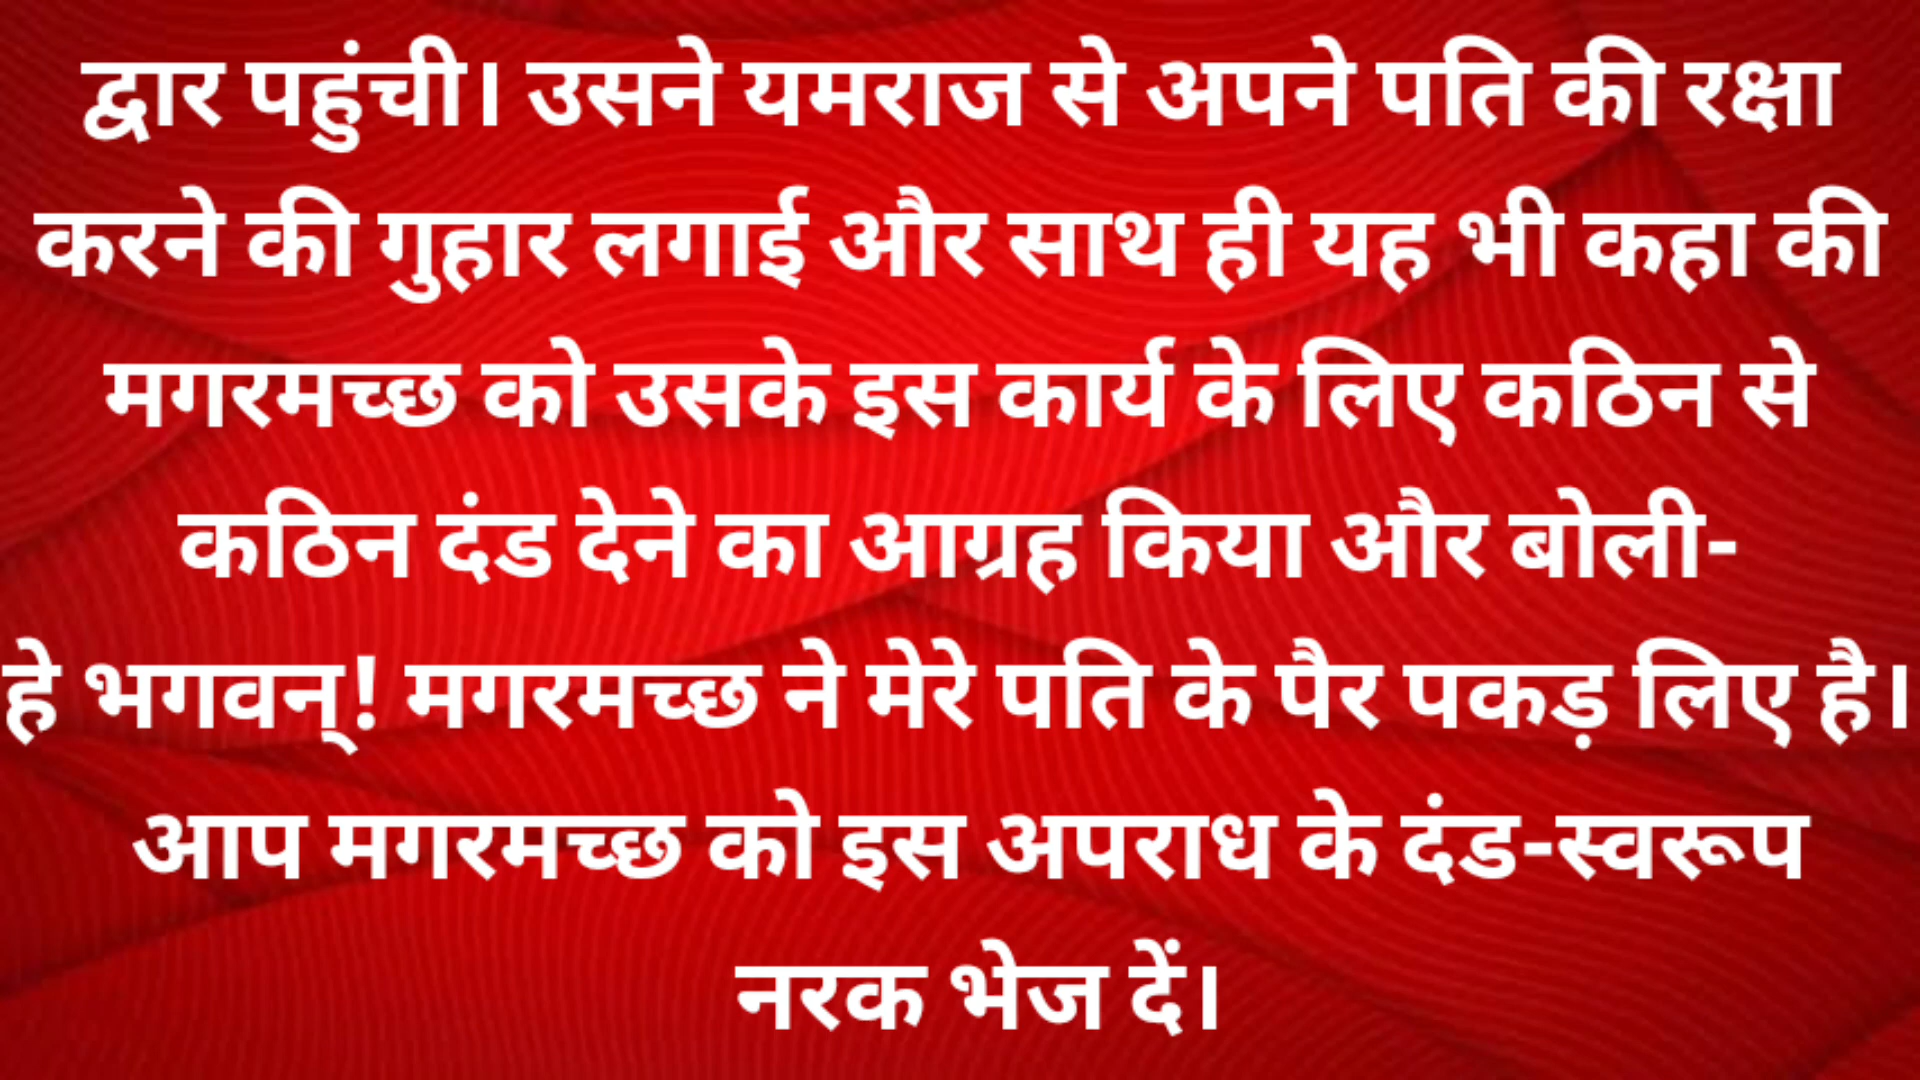 द्वार पहुंची। उसने यमराज से अपने पति की रक्षा
करने की गुहार लगाई और साथ ही यह भी कहा की
मगरमच्छ को उसके इस कार्य के लिए कठिन से
कठिन दंड देने का आग्रह किया और बोली-
हे भगवन्! मगरमच्छ ने मेरे पति के पैर पकड़ लिए है।
आप मगरमच्छ को इस अपराध के दंड-स्वरूप
नरक भेज दें।